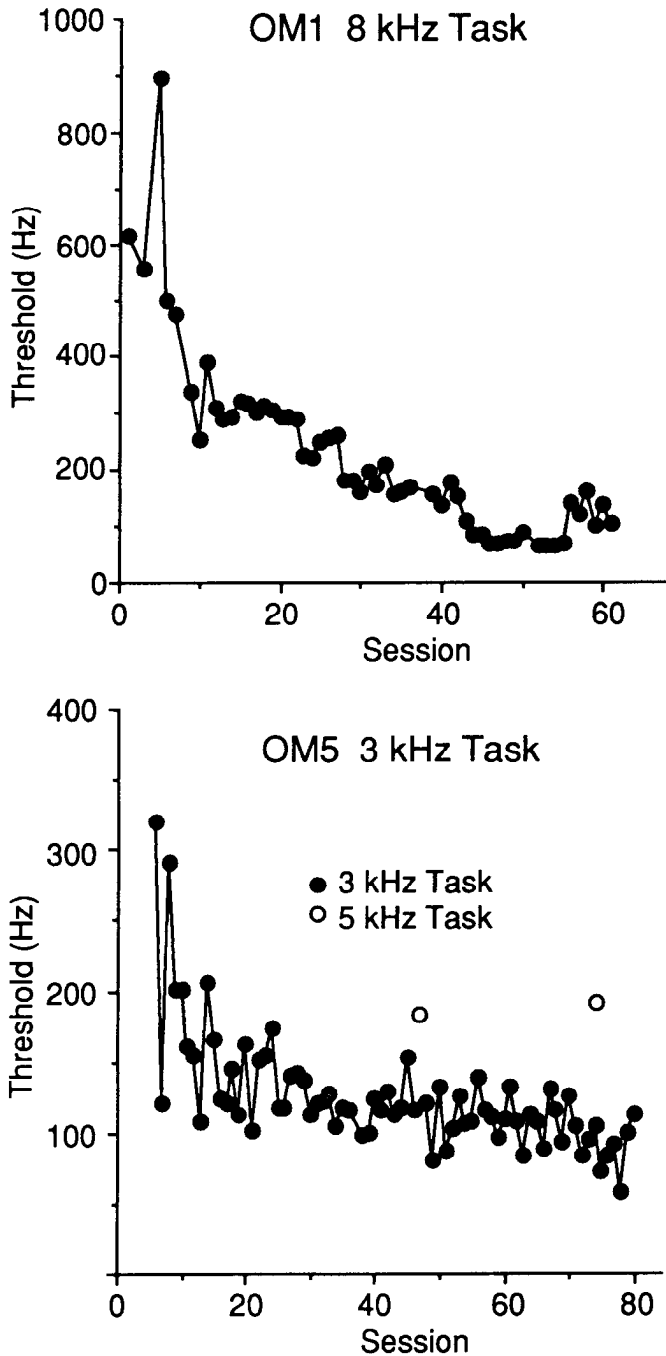 OM1 8 kHz Task
1000
800
600
400
200
0
Threshold (Hz)
0 20 40 60
Session
OM5 3 kHz Task
3 kHz Task
5 kHz Task
400
300
200
100
Threshold (Hz)
0 20 40 60 80
Session